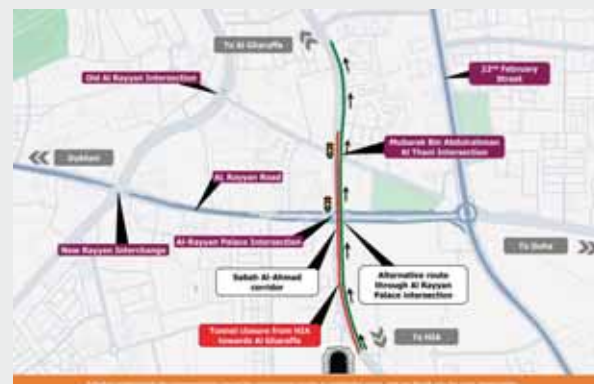 To Al Gharaffa
Old Al Rayyan Intersection
22nd February
Street
Mubarak Bin Abdulrahman
Al Thani Intersection
Dukhan
AL Rayyan Road
Al-Rayyan Palace Intersection
New Rayyan Interchange
To Doha
Sabah Al-Ahmad
corridor
Alternative route
through Al Rayyan
Palace intersection
Tunnel closure from HIA
towards Al Gharaffa
To HIA